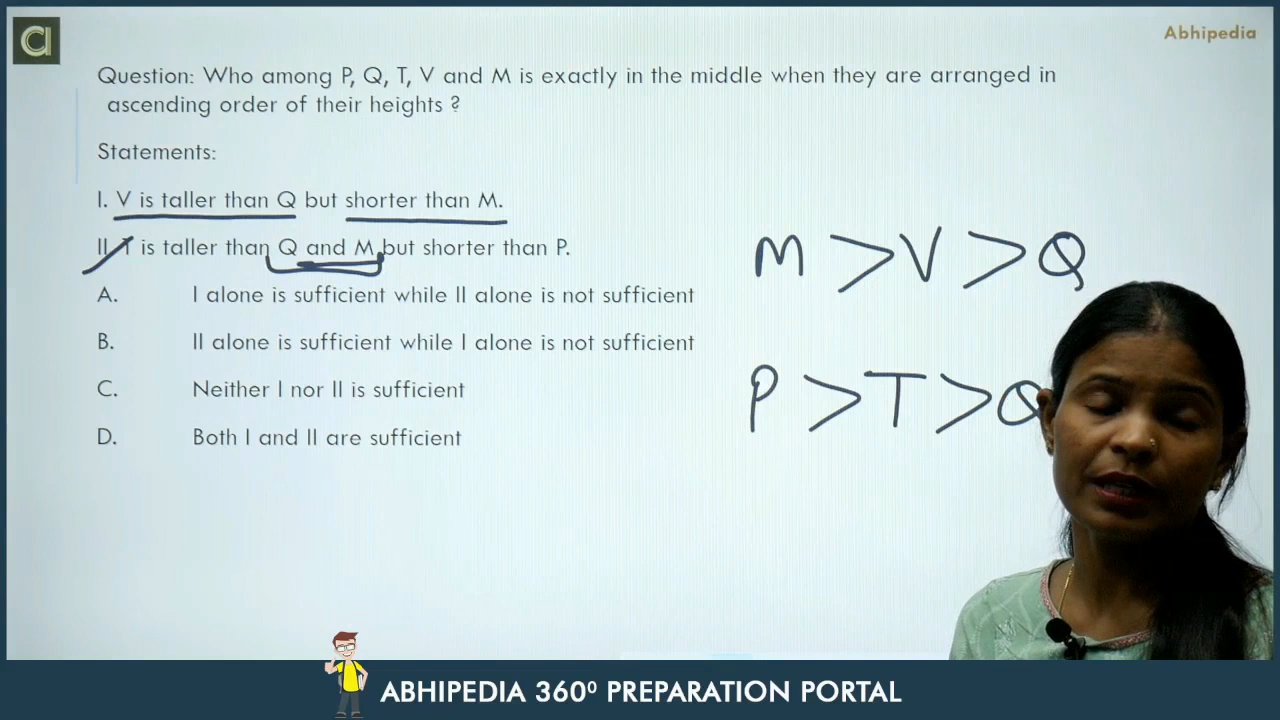 Abhipedia
Question: Who among P, Q, T, V and M is exactly in the middle when they are arranged in
ascending order of their heights ?
Statements:
I. V is taller than Q but shorter than M.
II. T is taller than Q and M but shorter than P.
A. I alone is sufficient while II alone is not sufficient
B. II alone is sufficient while I alone is not sufficient
C. Neither I nor II is sufficient
D. Both I and II are sufficient
M > V > Q
P > T > Q
ABHIPEDIA 360⁰ PREPARATION PORTAL